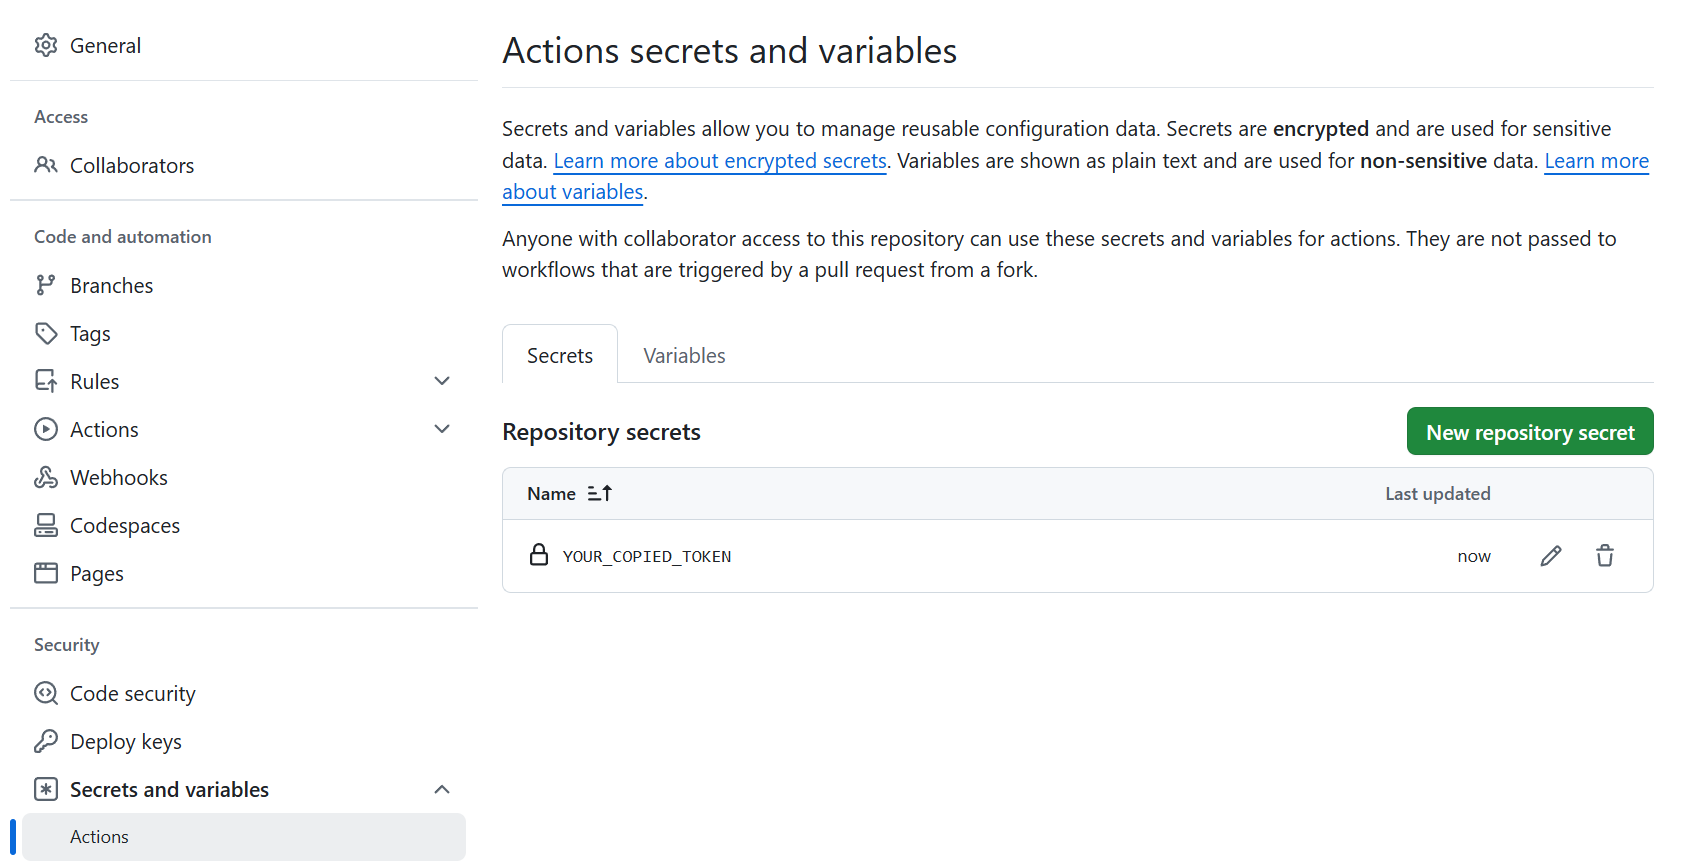 General
Access
Collaborators
Code and automation
Branches
Tags
Rules
Actions
Webhooks
Codespaces
Pages
Security
Code security
Deploy keys
Secrets and variables
Actions
Actions secrets and variables
Secrets and variables allow you to manage reusable configuration data. Secrets are encrypted and are used for sensitive
data. Learn more about encrypted secrets. Variables are shown as plain text and are used for non-sensitive data. Learn more
about variables.
Anyone with collaborator access to this repository can use these secrets and variables for actions. They are not passed to
workflows that are triggered by a pull request from a fork.
Secrets Variables
Repository secrets New repository secret
Name Last updated
YOUR_COPIED_TOKEN now